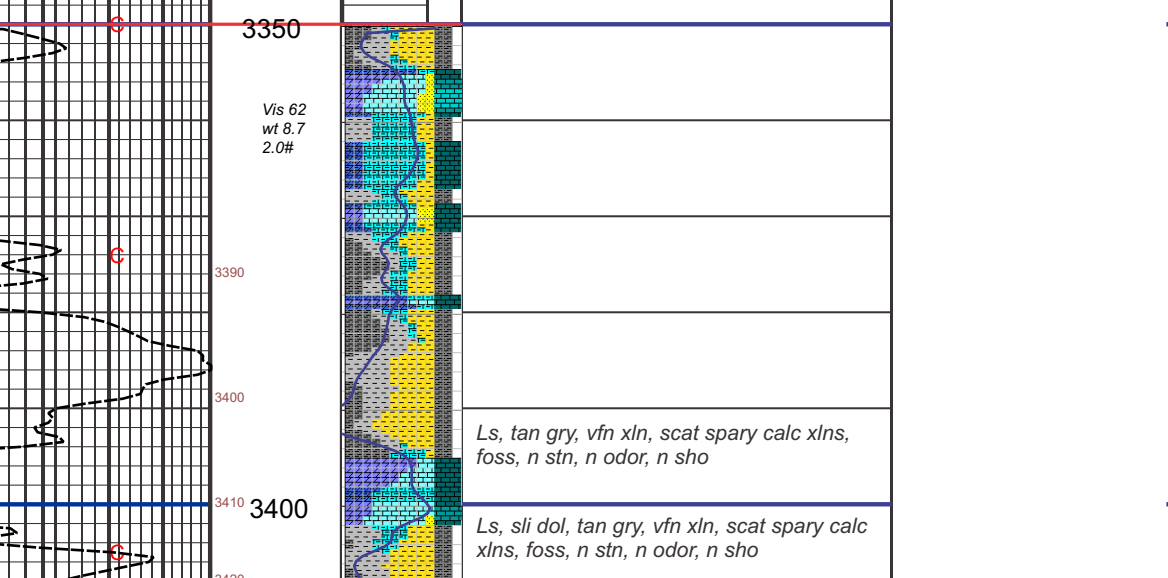 C
3350
Vis 62
wt 8.7
2.0#
C
3390
3400
Ls, tan gry, vfn xln, scat spary calc xlns,
foss, n stn, n odor, n sho
3410
3400
Ls, sli dol, tan gry, vfn xln, scat spary calc
xlns, foss, n stn, n odor, n sho
C